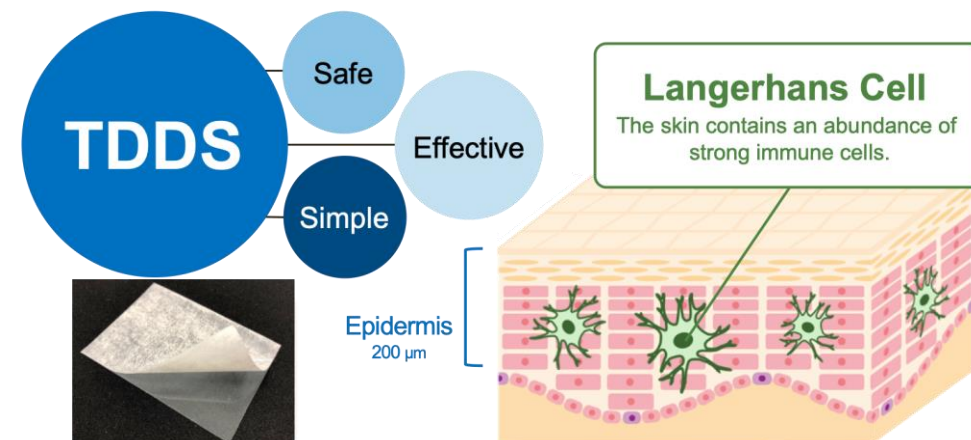 TDDS
Safe
Effective
Simple
Langerhans Cell
The skin contains an abundance of
strong immune cells.
Epidermis
200 μm